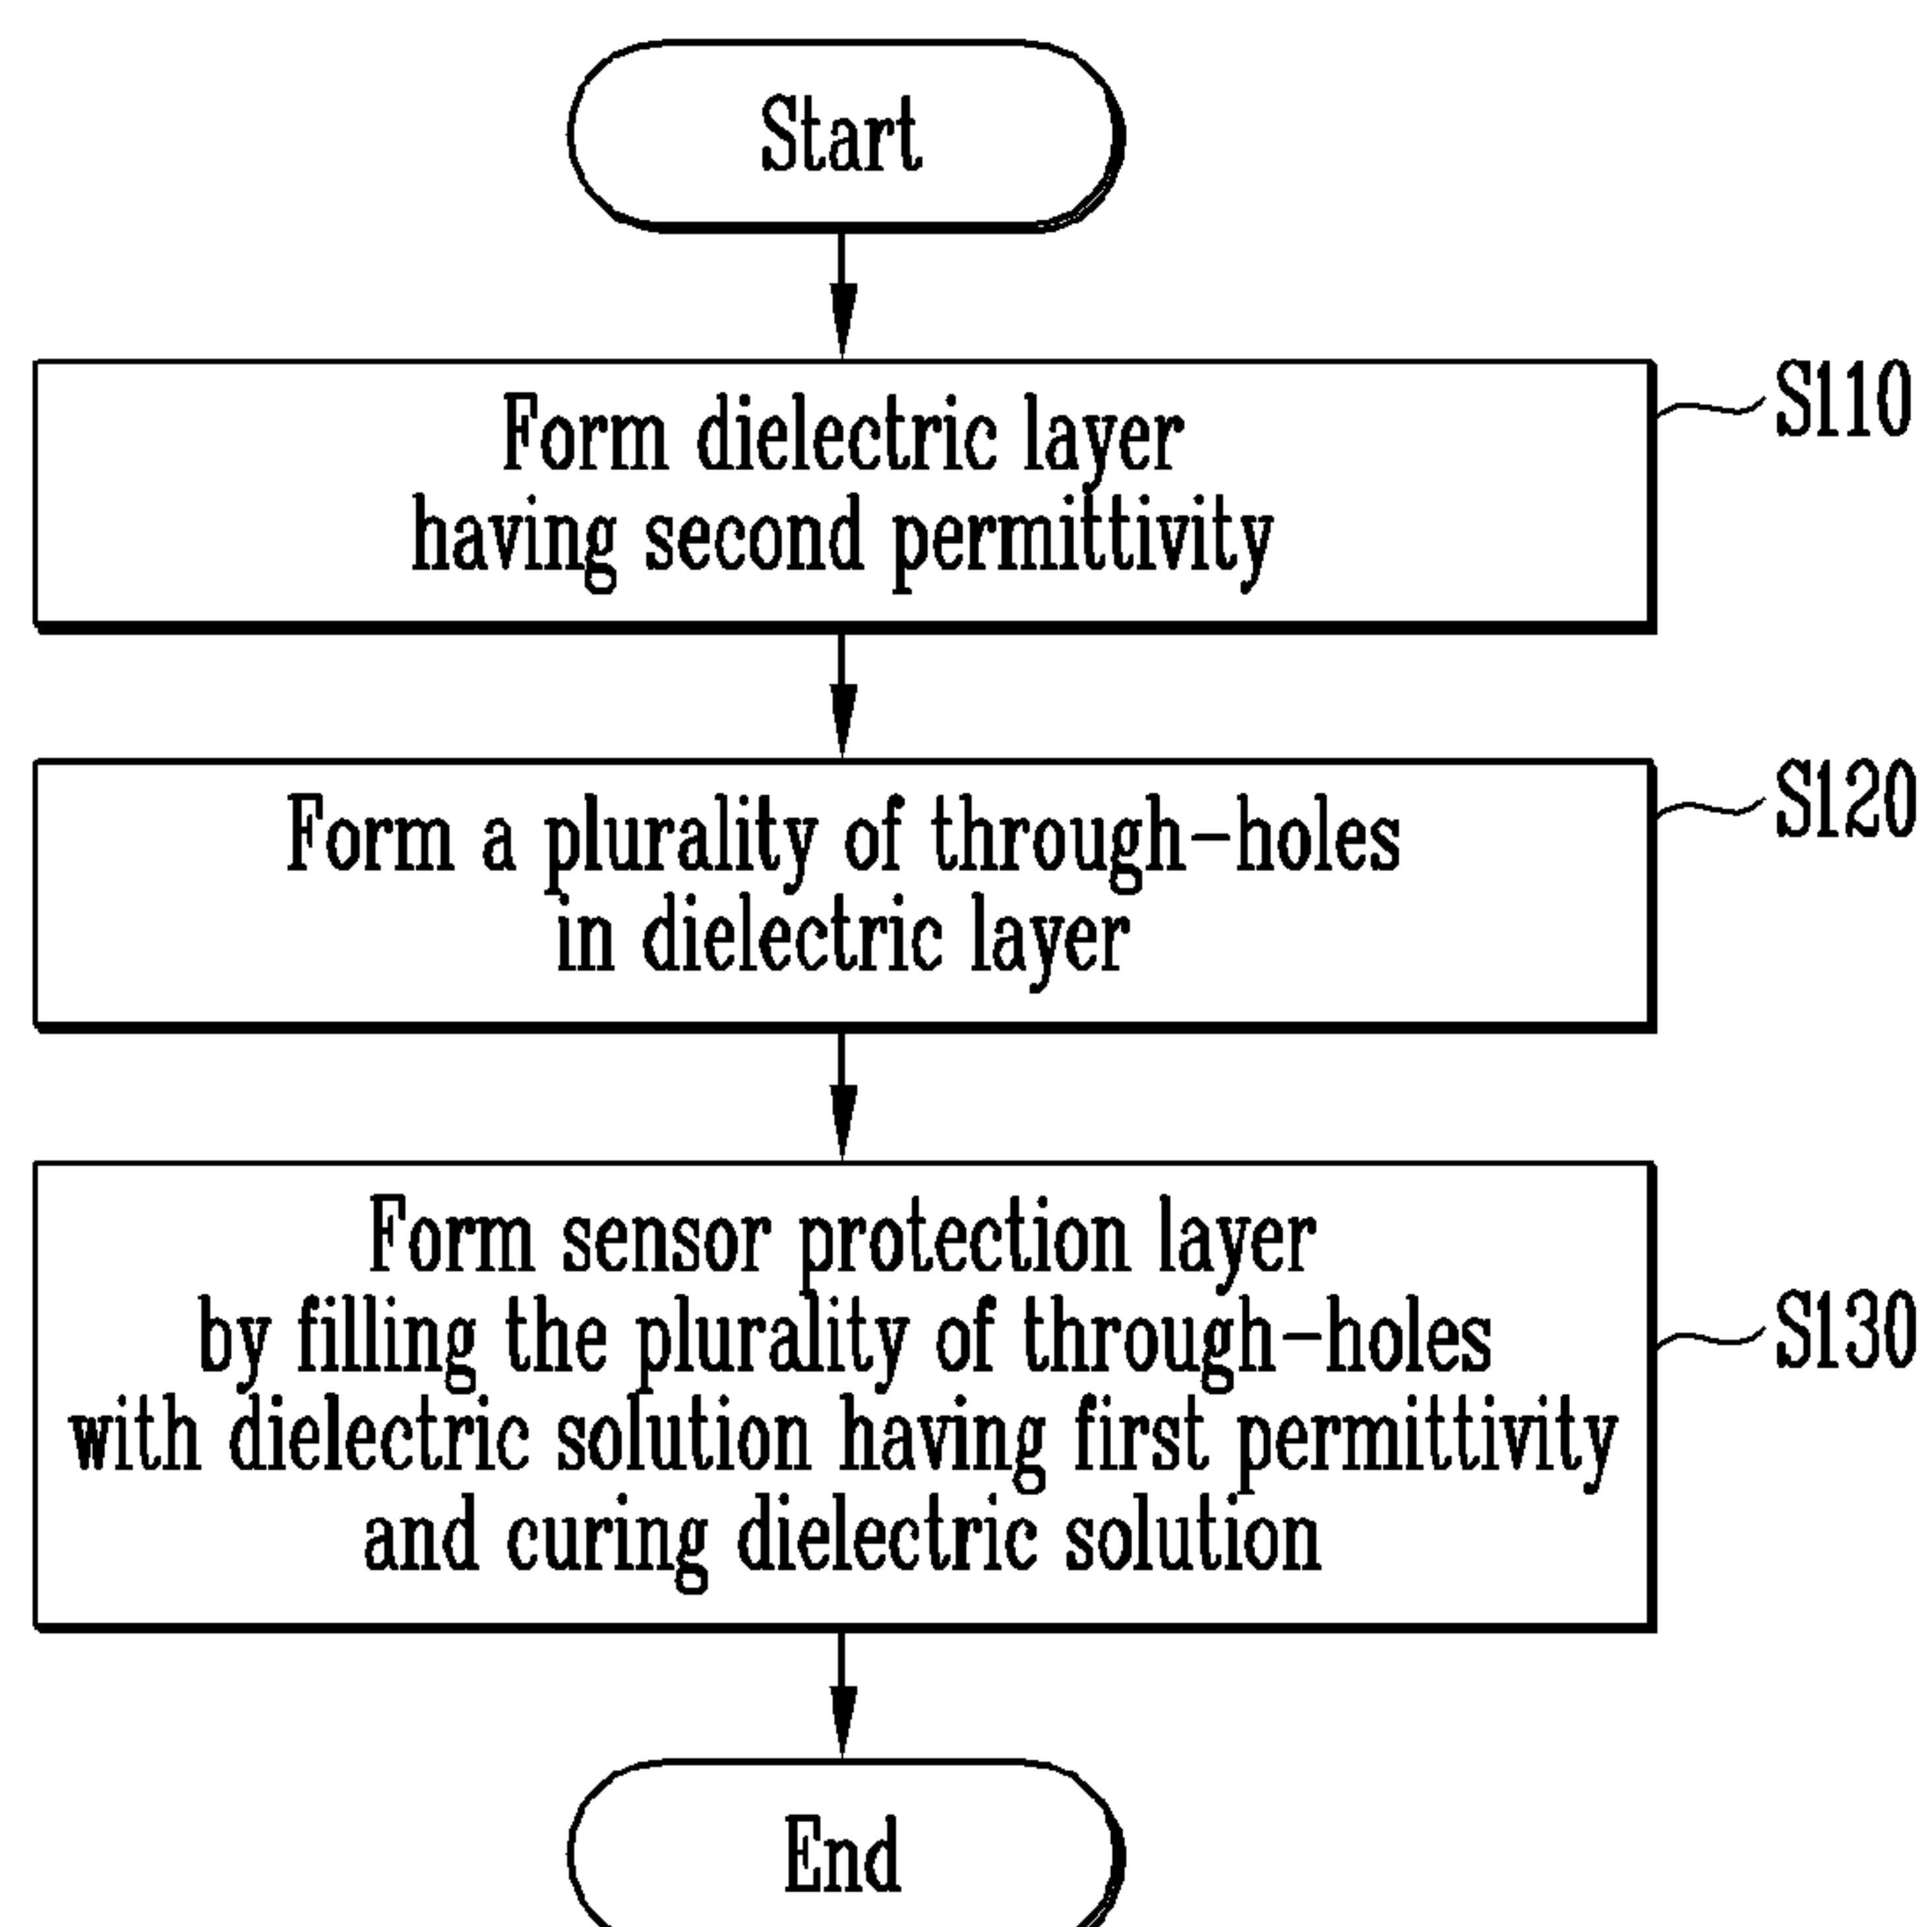 Start
Form dielectric layer
having second permittivity
S110
Form a plurality of through-holes
in dielectric layer
S120
Form sensor protection layer
by filling the plurality of through-holes
with dielectric solution having first permittivity
and curing dielectric solution
S130
End